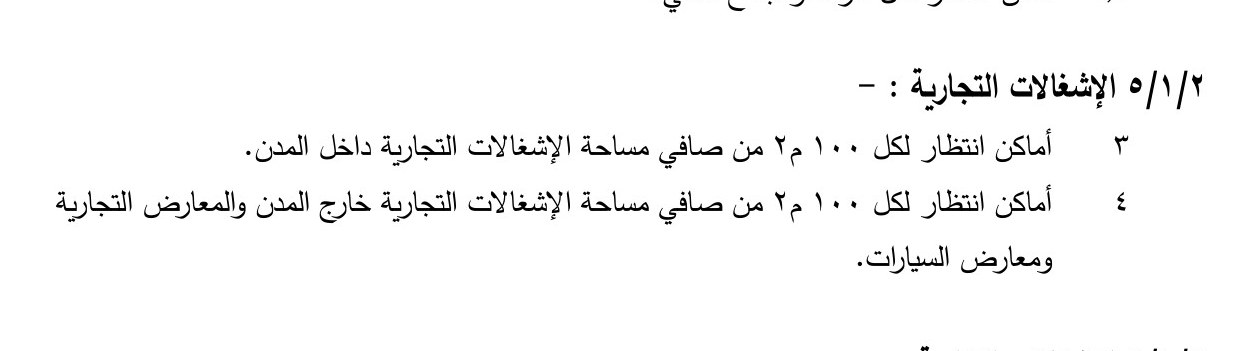 ٥/١/٢ الإشغالات التجارية : –
٣ أماكن انتظار لكل ١٠٠ م٢ من صافي مساحة الإشغالات التجارية داخل المدن.
٤ أماكن انتظار لكل ١٠٠ م٢ من صافي مساحة الإشغالات التجارية خارج المدن والمعارض التجارية
ومعارض السيارات.